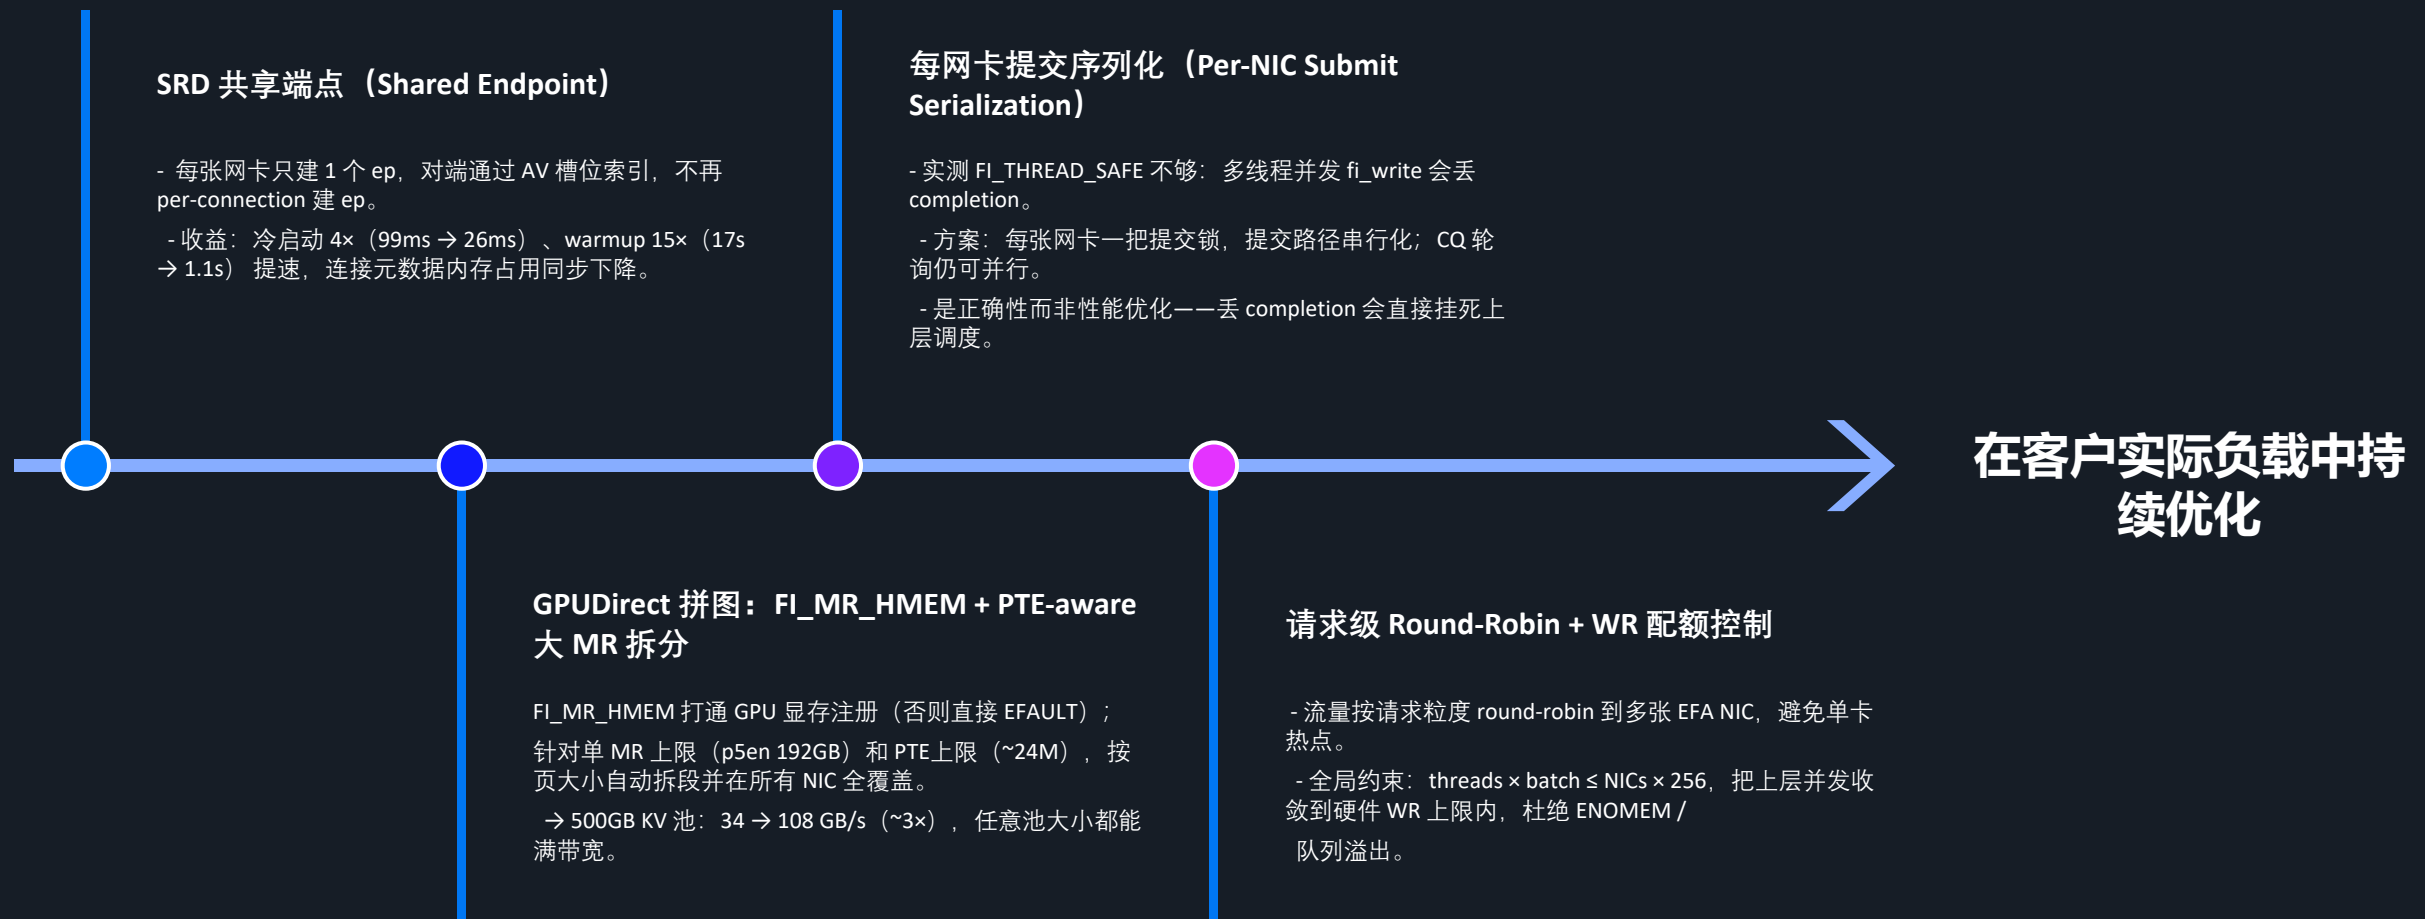 SRD 共享端点（Shared Endpoint）
- 每张网卡只建 1 个 ep，对端通过 AV 槽位索引，不再
per-connection 建 ep。
- 收益：冷启动 4×（99ms → 26ms）、warmup 15×（17s
→ 1.1s） 提速，连接元数据内存占用同步下降。
每网卡提交序列化（Per-NIC Submit
Serialization）
- 实测 FI_THREAD_SAFE 不够：多线程并发 fi_write 会丢
completion。
- 方案：每张网卡一把提交锁，提交路径串行化；CQ 轮
询仍可并行。
- 是正确性而非性能优化——丢 completion 会直接挂死上
层调度。
在客户实际负载中持
续优化
GPUDirect 拼图：FI_MR_HMEM + PTE-aware
大 MR 拆分
FI_MR_HMEM 打通 GPU 显存注册（否则直接 EFAULT）；
针对单 MR 上限（p5en 192GB）和 PTE上限（~24M），按
页大小自动拆段并在所有 NIC 全覆盖。
→ 500GB KV 池：34 → 108 GB/s（~3×），任意池大小都能
满带宽。
请求级 Round-Robin + WR 配额控制
- 流量按请求粒度 round-robin 到多张 EFA NIC，避免单卡
热点。
- 全局约束：threads × batch ≤ NICs × 256，把上层并发收
敛到硬件 WR 上限内，杜绝 ENOMEM /
队列溢出。